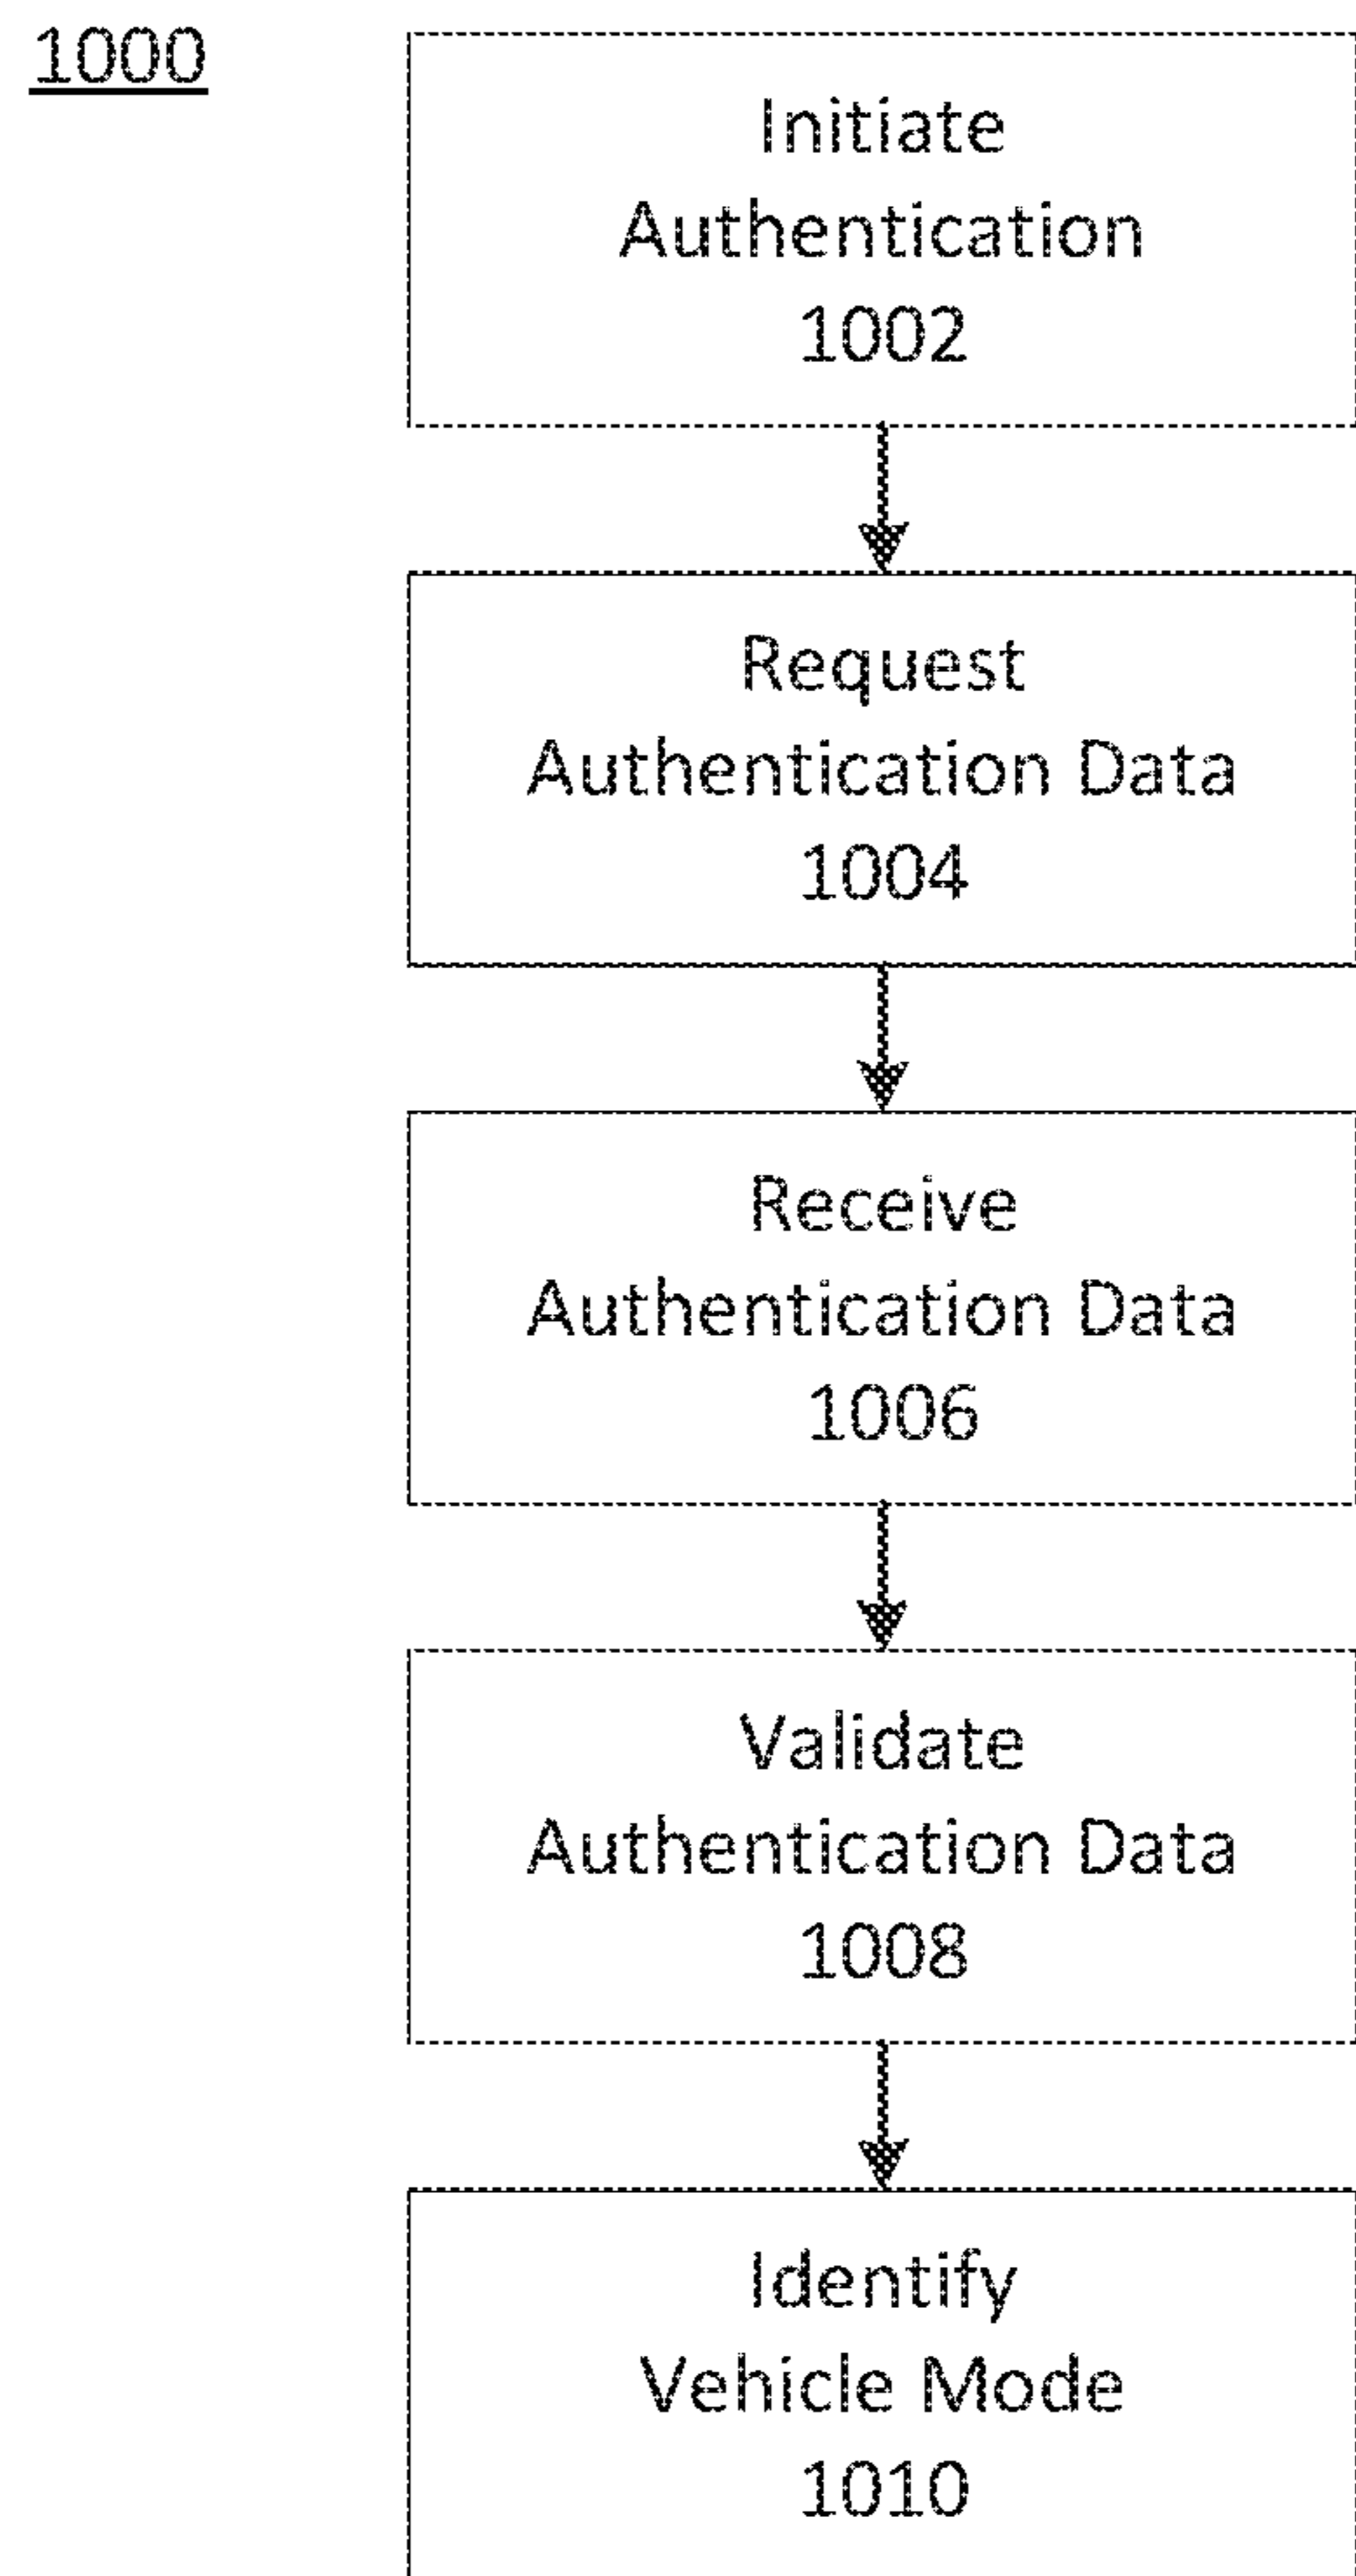 1000
Initiate
Authentication
1002
Request
Authentication Data
1004
Receive
Authentication Data
1006
Validate
Authentication Data
1008
Identify
Vehicle Mode
1010